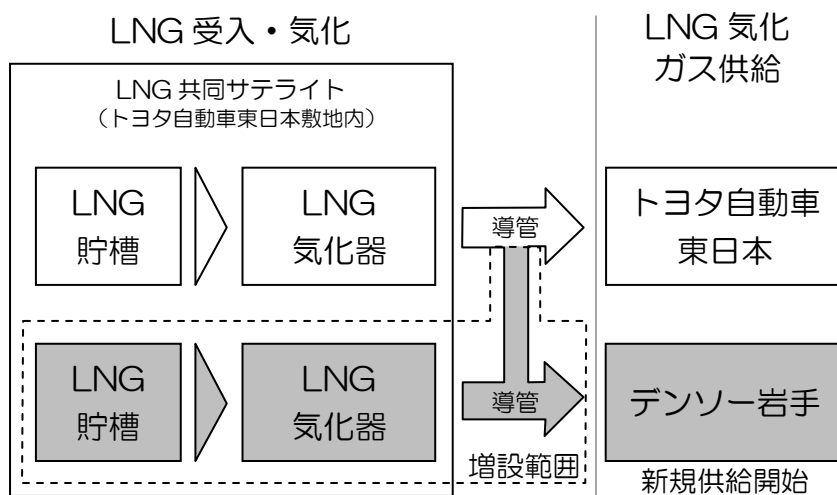 LNG 受入・気化
LNG 気化
ガス供給
LNG 共同サテライト
(トヨタ自動車東日本敷地内)
LNG
貯槽
LNG
気化器
導管
トヨタ自動車
東日本
LNG
貯槽
LNG
気化器
導管
デンソー岩手
増設範囲
新規供給開始